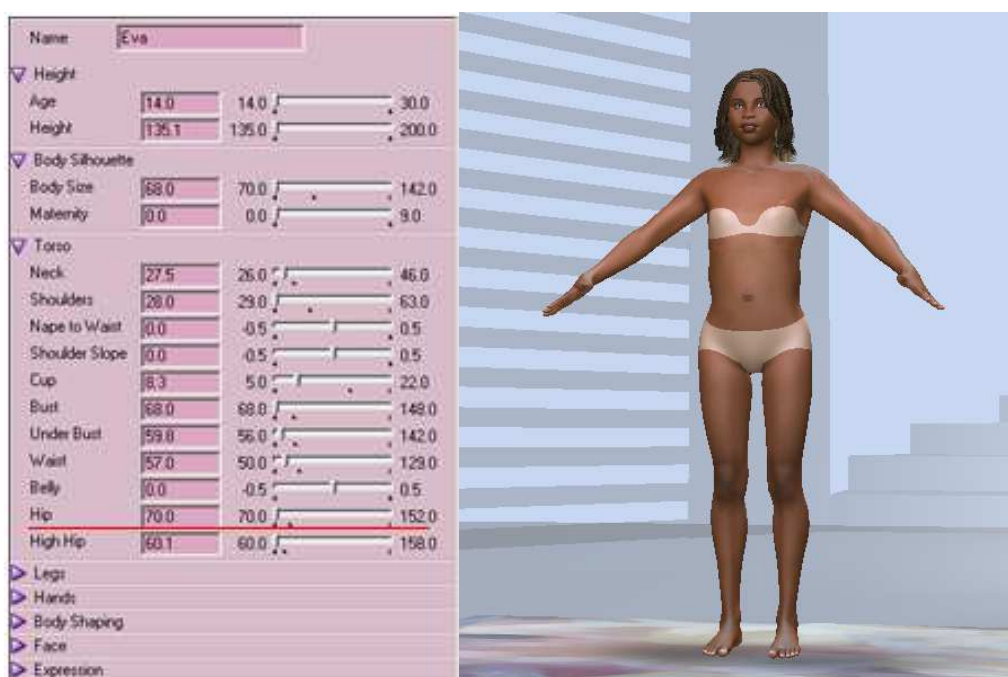 Name Eva
Height
Age 14.0 14.0 30.0
Height 135.1 135.0 200.0
Body Silhouette
Body Size 68.0 70.0 142.0
Maternity 0.0 0.0 9.0
Torso
Neck 27.5 26.0 46.0
Shoulders 28.0 29.0 63.0
Nape to Waist 0.0 -0.5 0.5
Shoulder Slope 0.0 -0.5 0.5
Cup 8.3 5.0 22.0
Bust 68.0 68.0 148.0
Under Bust 59.8 56.0 142.0
Waist 57.0 50.0 129.0
Belly 0.0 -0.5 0.5
Hip 70.0 70.0 152.0
High Hip 60.1 60.0 158.0
Legs
Hands
Body Shaping
Face
Expression